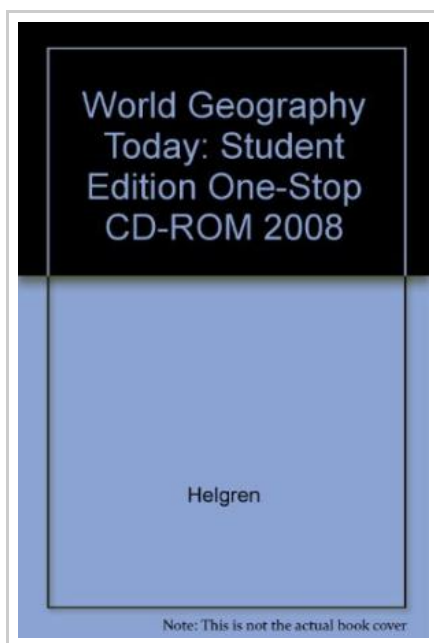 World Geography
Today: Student
Edition One-Stop
CD-ROM 2008
Helgren
Note: This is not the actual book cover